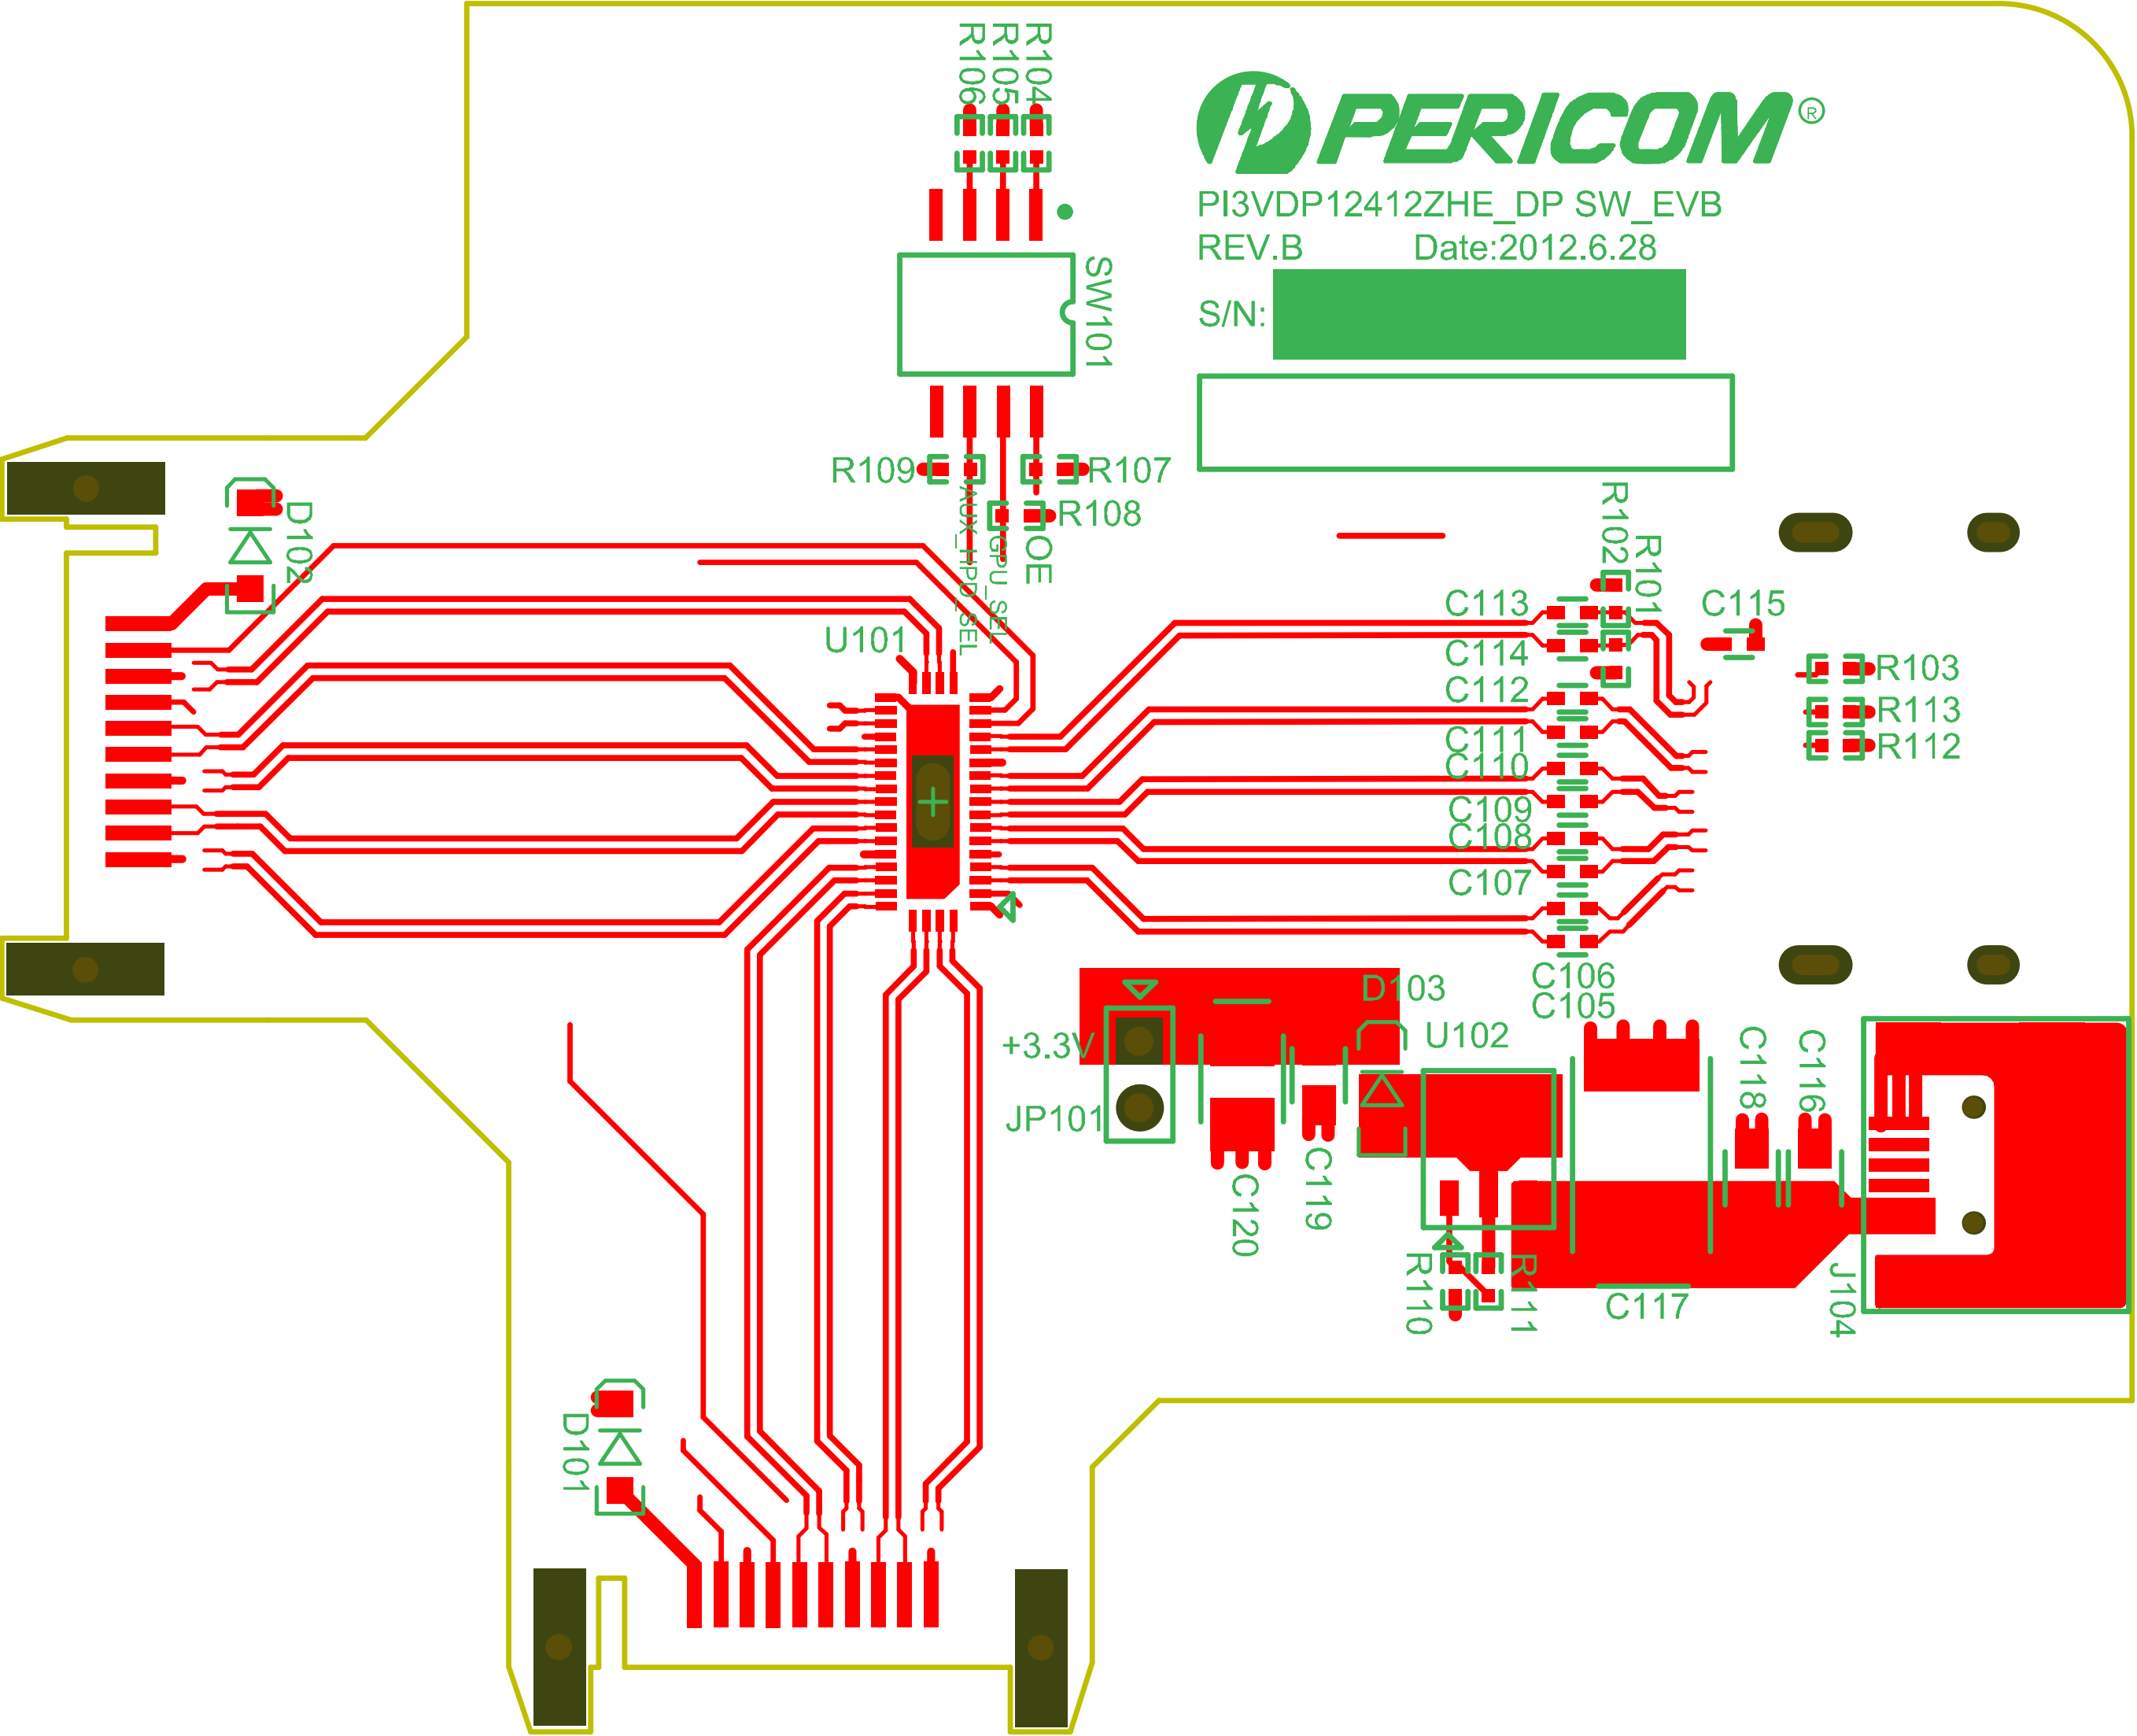 R106
R105
R104
PERICOM®
PI3VDP12412ZHE_DP SW_EVB
REV.B Date:2012.6.28
S/N:
SW101
R109
R107
R108
AUX_HPD_SEL
GPU_SEL
OE
D102
U101
R102
R101
C113
C115
C114
R103
C112
R113
C111
R112
C110
C109
C108
C107
C106
C105
D103
+3.3V
U102
C118
C116
JP101
C119
C120
R110
R111
C117
J104
D101